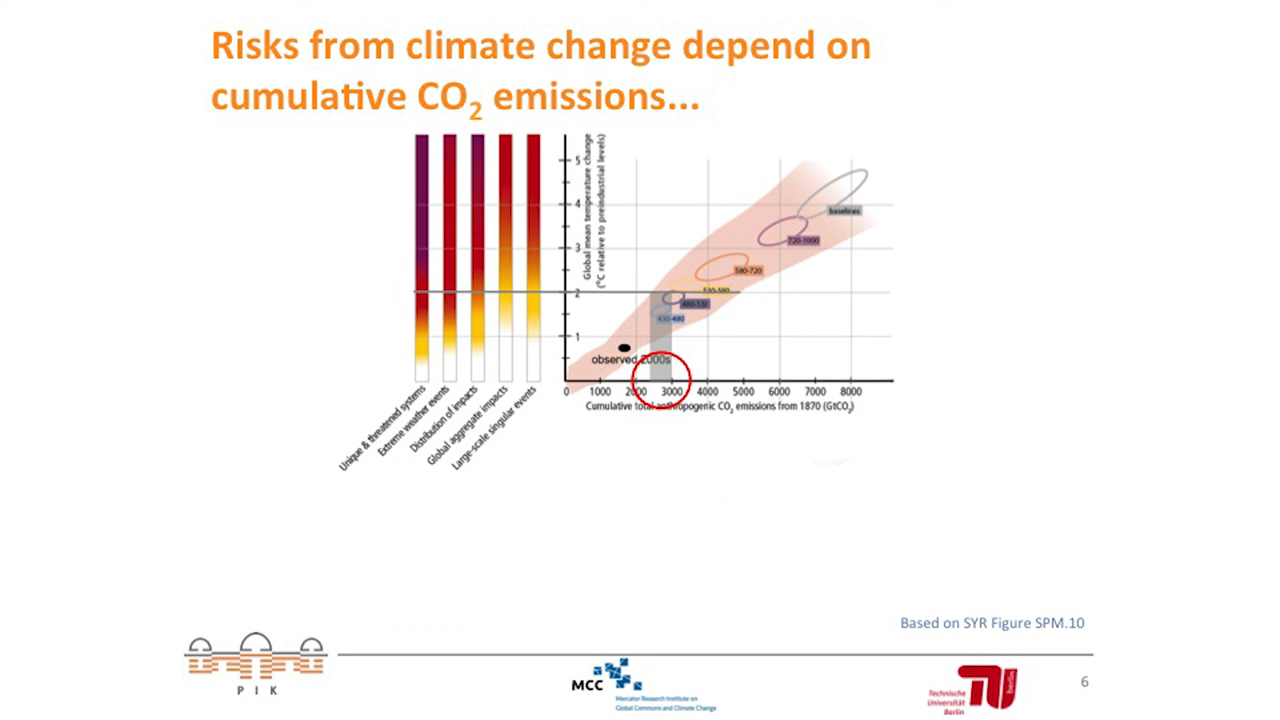 Risks from climate change depend on
cumulative CO2 emissions...
Global mean temperature change
(°C relative to preindustrial levels)
5
4
3
2
1
baselines
720-1000
580-720
530-580
480-530
430-480
observed 2000s
0 1000 2000 3000 4000 5000 6000 7000 8000
Cumulative total anthropogenic CO2 emissions from 1870 (GtCO2)
Unique & threatened systems
Extreme weather events
Distribution of impacts
Global aggregate impacts
Large-scale singular events
Based on SYR Figure SPM.10
PIK
MCC
Mercator Research Institute on
Global Commons and Climate Change
Technische
Universität
Berlin
berlin
6